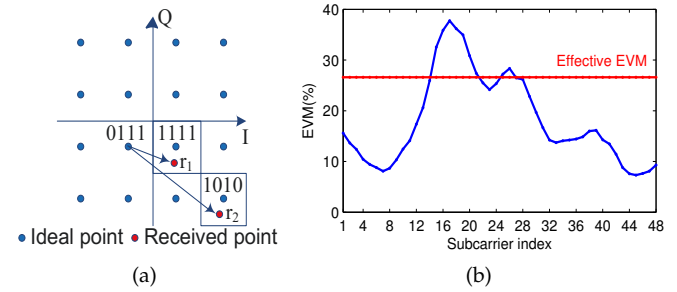 Q
I
0111
1111
1010
r1
r2
Ideal point
Received point
(a)
EVM(%)
40
30
20
10
0
Effective EVM
1 4 8 12 16 20 24 28 32 36 40 44 48
Subcarrier index
(b)